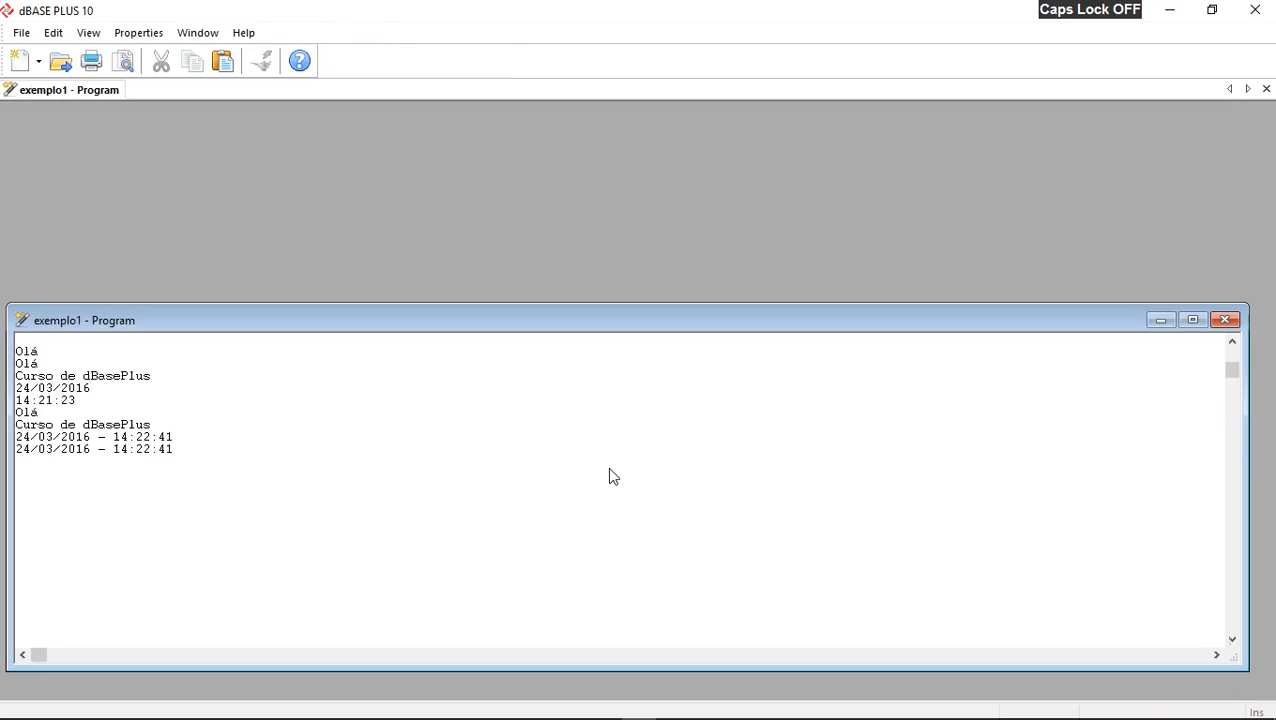 dBASE PLUS 10
Caps Lock OFF
File Edit View Properties Window Help
exemplo1 - Program
exemplo1 - Program
Olá
Olá
Curso de dBasePlus
24/03/2016
14:21:23
Olá
Curso de dBasePlus
24/03/2016 - 14:22:41
24/03/2016 - 14:22:41
Ins